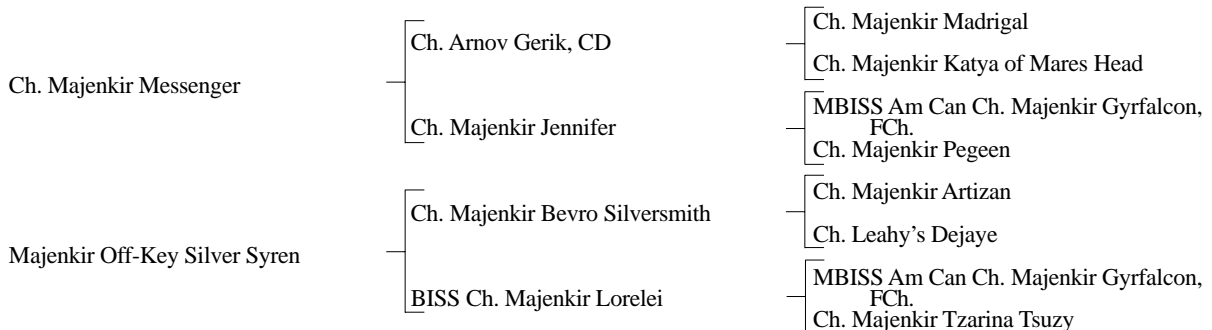 Ch. Majenkir Messenger
Ch. Arnov Gerik, CD
Ch. Majenkir Madrigal
Ch. Majenkir Katya of Mares Head
Ch. Majenkir Jennifer
MBISS Am Can Ch. Majenkir Gyrfalcon,
FCh.
Ch. Majenkir Pegeen
Majenkir Off-Key Silver Syren
Ch. Majenkir Bevro Silversmith
Ch. Majenkir Artizan
Ch. Leahy's Dejaye
BISS Ch. Majenkir Lorelei
MBISS Am Can Ch. Majenkir Gyrfalcon,
FCh.
Ch. Majenkir Tzarina Tsuzy